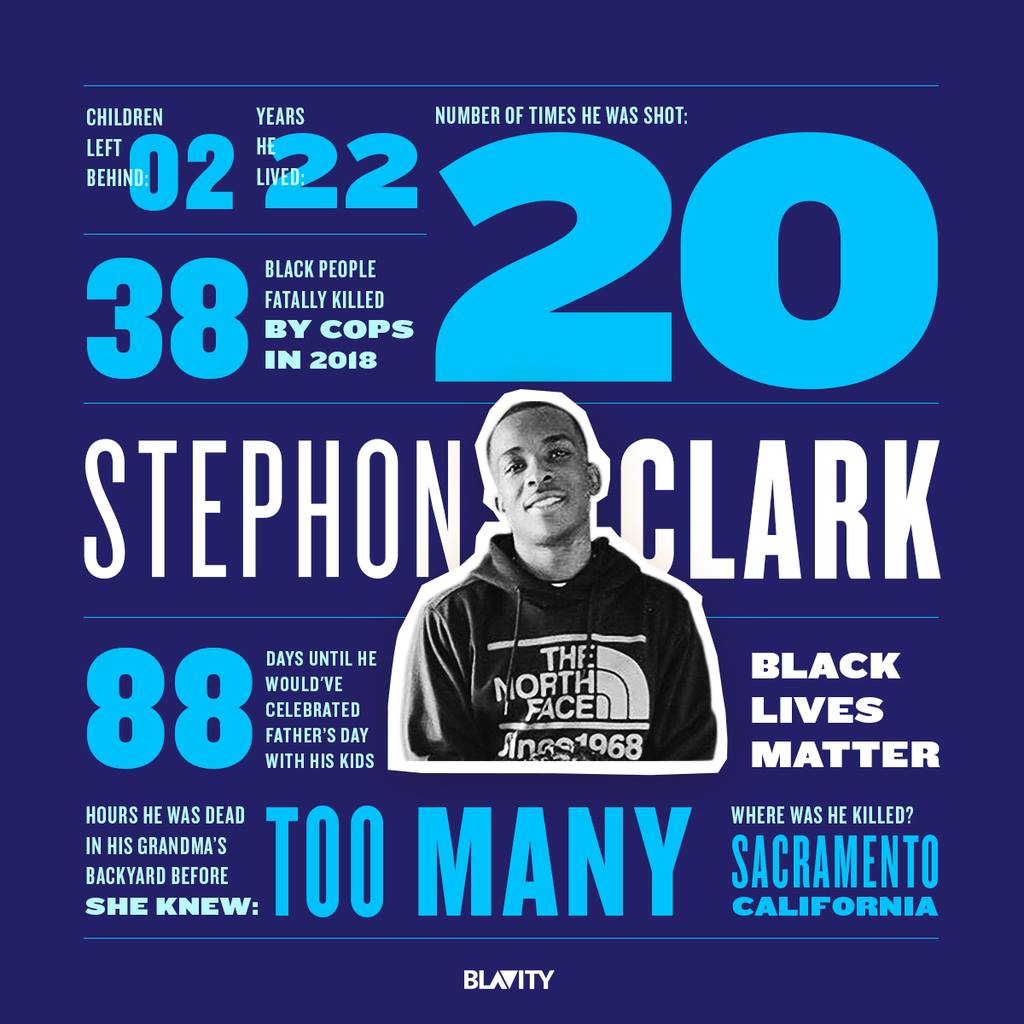 CHILDREN
LEFT
BEHIND:
02
YEARS
HE
LIVED:
22
NUMBER OF TIMES HE WAS SHOT:
20
38
BLACK PEOPLE
FATALLY KILLED
BY COPS
IN 2018
STEPHON CLARK
88
DAYS UNTIL HE
WOULD'VE
CELEBRATED
FATHER'S DAY
WITH HIS KIDS
THE
NORTH
FACE
Since 1968
BLACK
LIVES
MATTER
HOURS HE WAS DEAD
IN HIS GRANDMA'S
BACKYARD BEFORE
SHE KNEW:
TOO MANY
WHERE WAS HE KILLED?
SACRAMENTO
CALIFORNIA
BLAVITY